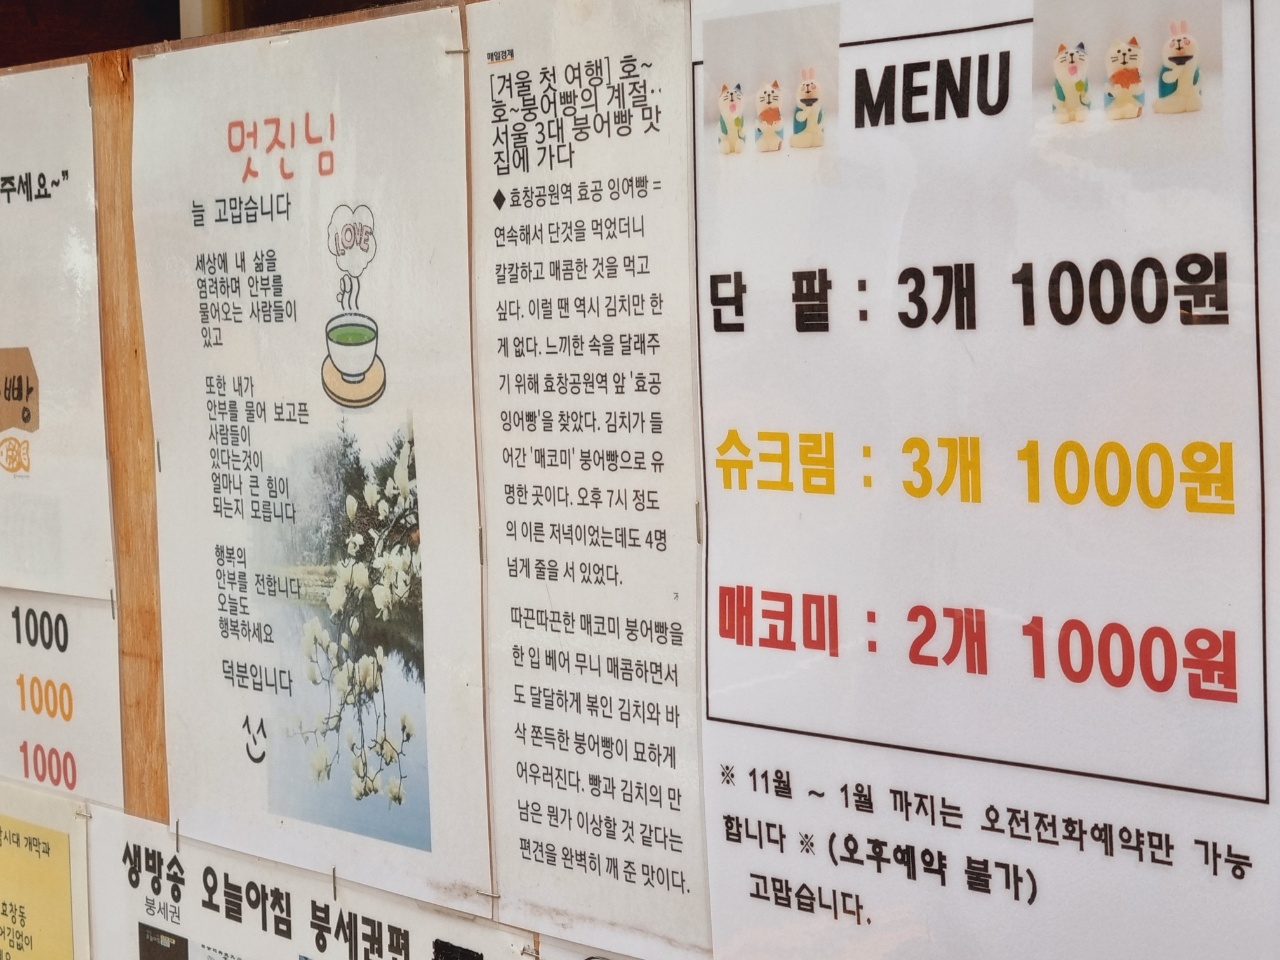 주세요~"
빵
1000
1000
1000
멋진님
늘 고맙습니다
LOVE
세상에 내 삶을
염려하며 안부를
물어오는 사람들이
있고
또한 내가
안부를 물어 보고픈
사람들이
있다는것이
얼마나 큰 힘이
되는지 모릅니다
행복의
안부를 전합니다
오늘도
행복하세요
덕분입니다
생방송 오늘아침 붕세권편
붕세권
매일경제
[겨울 첫 여행] 호~
호~붕어빵의 계절..
서울 3대 붕어빵 맛
집에 가다
◆ 효창공원역 효공 잉여빵 =
연속해서 단것을 먹었더니
칼칼하고 매콤한 것을 먹고
싶다. 이럴 땐 역시 김치만 한
게 없다. 느끼한 속을 달래주
기 위해 효창공원역 앞 '효공
잉어빵'을 찾았다. 김치가 들
어간 '매코미' 붕어빵으로 유
명한 곳이다. 오후 7시 정도
의 이른 저녁이었는데도 4명
넘게 줄을 서 있었다.
따끈따끈한 매코미 붕어빵을
한 입 베어 무니 매콤하면서
도 달달하게 볶인 김치와 바
삭 쫀득한 붕어빵이 묘하게
어우러진다. 빵과 김치의 만
남은 뭔가 이상할 것 같다는
편견을 완벽히 깨 준 맛이다.
MENU
단 팥 : 3개 1000원
슈크림 : 3개 1000원
매코미 : 2개 1000원
※ 11월 ~ 1월 까지는 오전전화예약만 가능
합니다 ※ (오후예약 불가)
고맙습니다.
시대 개막과
효창동